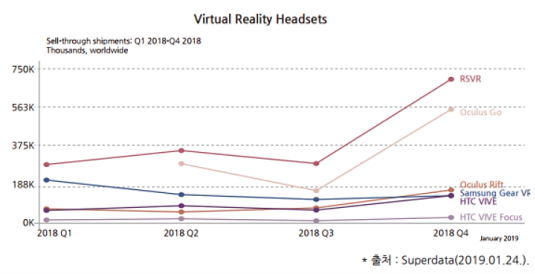 Virtual Reality Headsets
Sell-through shipments: Q1 2018-Q4 2018
Thousands, worldwide
750K
RSVR
563K
Oculus Go
375K
188K
Oculus Rift
Samsung Gear VR
HTC VIVE
HTC VIVE Focus
0K
2018 Q1 2018 Q2 2018 Q3 2018 Q4
January 2019
* 출처 : Superdata(2019.01.24.).